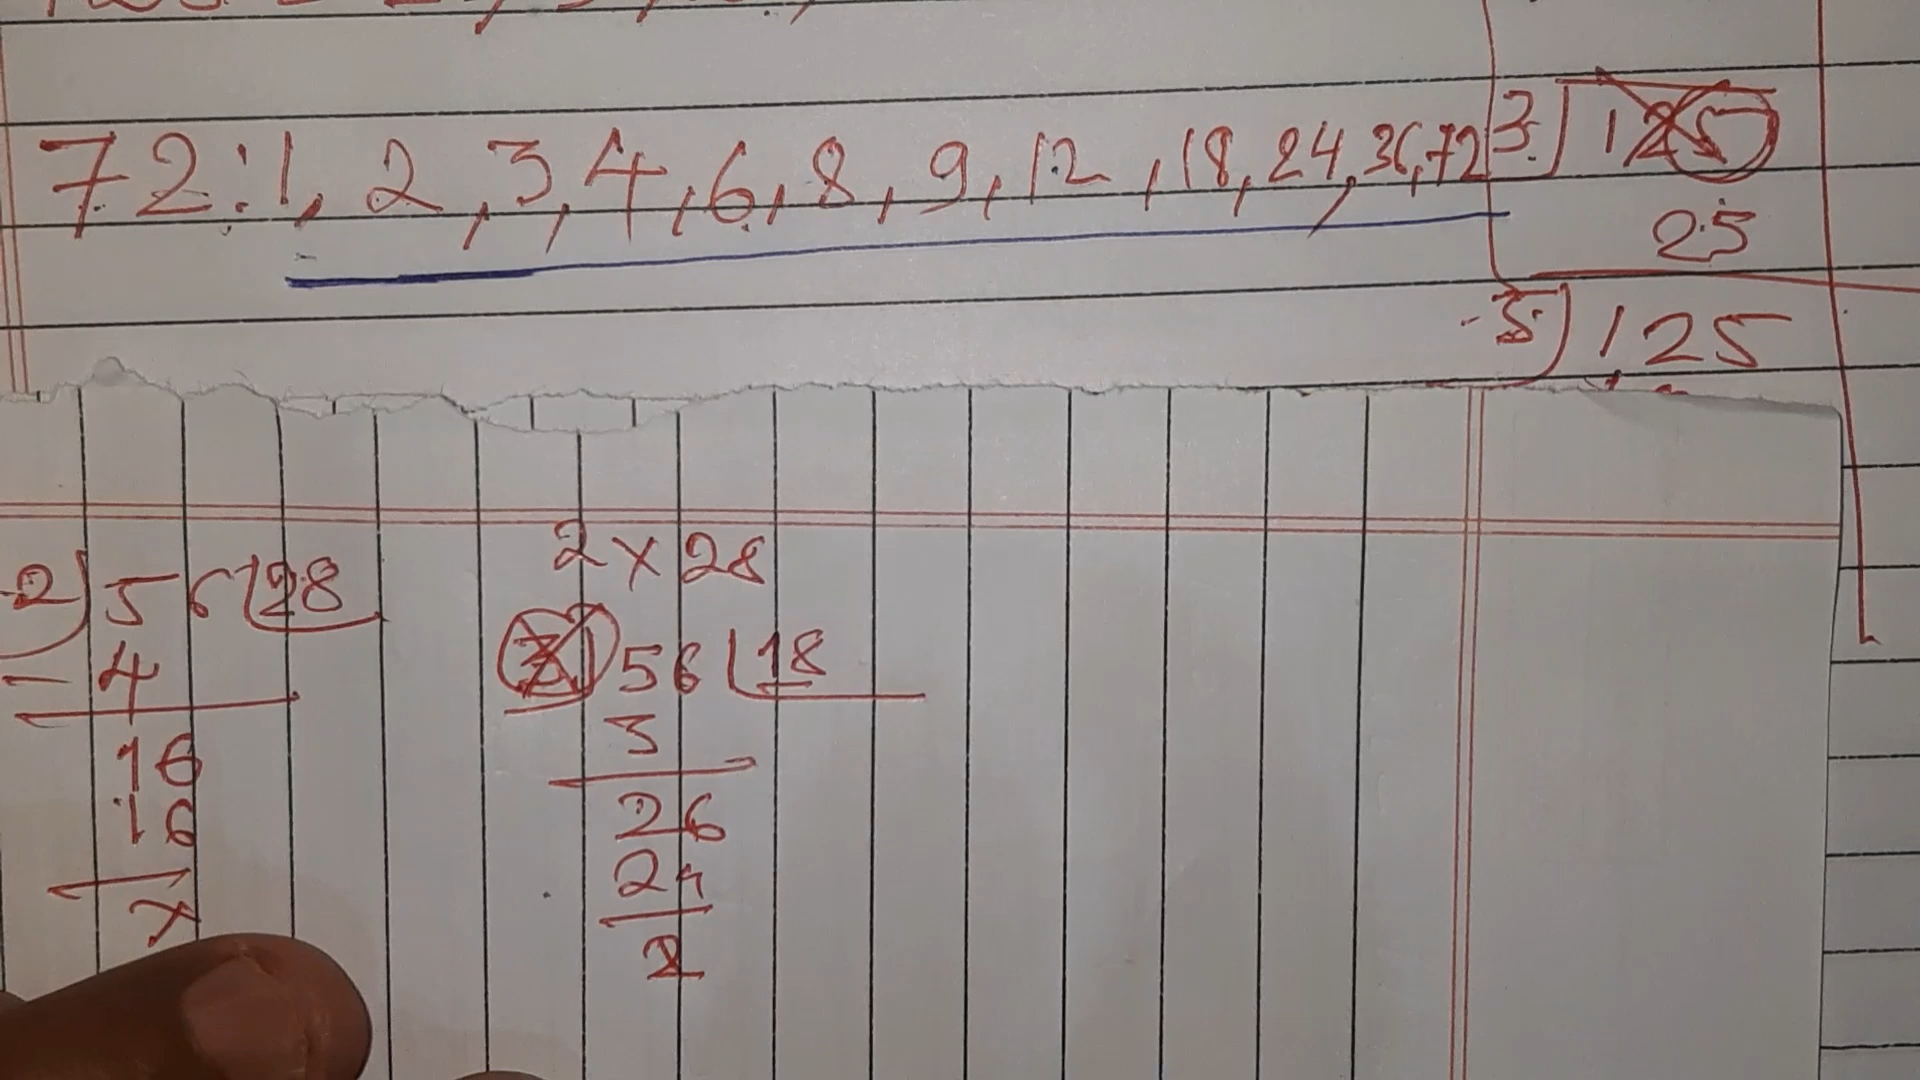 72:1, 2, 3, 4, 6, 8, 9, 12, 18, 24, 36, 72
3) 125
25
5) 125
2) 56 (28
- 4
16
16
x
2 x 28
56 (18
3
26
24
2